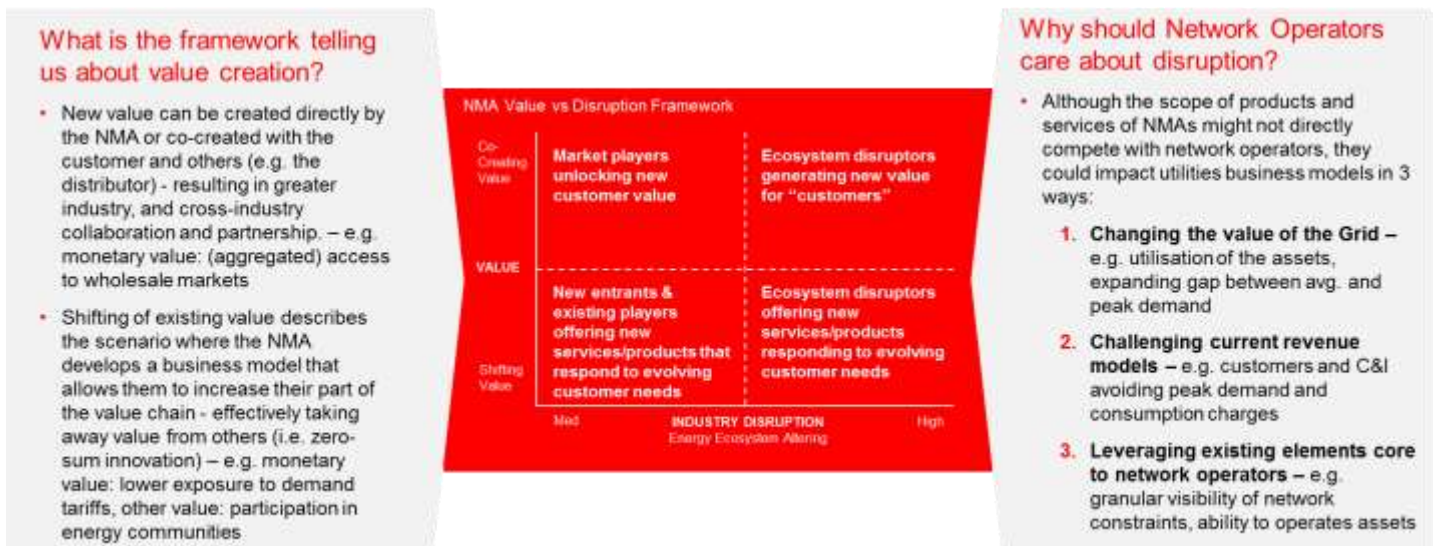 What is the framework telling
us about value creation?
• New value can be created directly by
the NMA or co-created with the
customer and others (e.g. the
distributor) - resulting in greater
industry, and cross-industry
collaboration and partnership. – e.g.
monetary value: (aggregated) access
to wholesale markets
• Shifting of existing value describes
the scenario where the NMA
develops a business model that
allows them to increase their part of
the value chain - effectively taking
away value from others (i.e. zero-
sum innovation) – e.g. monetary
value: lower exposure to demand
tariffs, other value: participation in
energy communities
NMA Value vs Disruption Framework
Co-
Creating
Value
Market players
unlocking new
customer value
Ecosystem disruptors
generating new value
for “customers”
VALUE
New entrants &
existing players
offering new
services/products that
respond to evolving
customer needs
Ecosystem disruptors
offering new
services/products
responding to evolving
customer needs
Shifting
Value
Med INDUSTRY DISRUPTION High
Energy Ecosystem Altering
Why should Network Operators
care about disruption?
• Although the scope of products and
services of NMAs might not directly
compete with network operators, they
could impact utilities business models in 3
ways:
1. Changing the value of the Grid –
e.g. utilisation of the assets,
expanding gap between avg. and
peak demand
2. Challenging current revenue
models – e.g. customers and C&I
avoiding peak demand and
consumption charges
3. Leveraging existing elements core
to network operators – e.g.
granular visibility of network
constraints, ability to operates assets